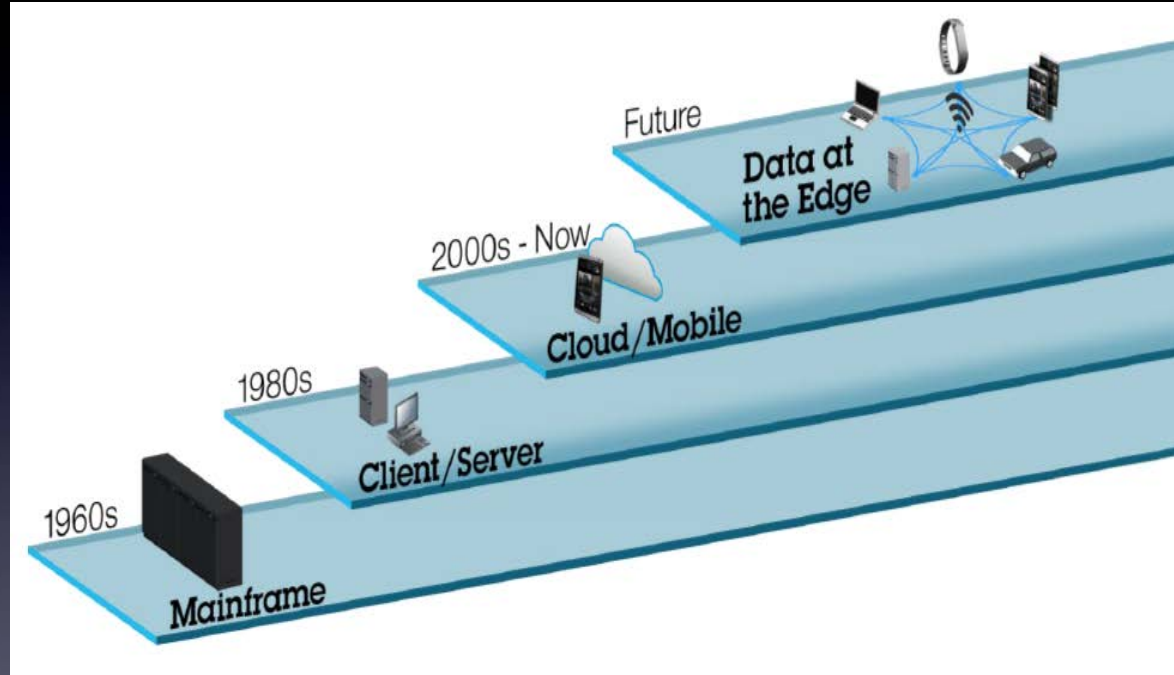 Future
Data at
the Edge
2000s - Now
Cloud/Mobile
1980s
Client/Server
1960s
Mainframe